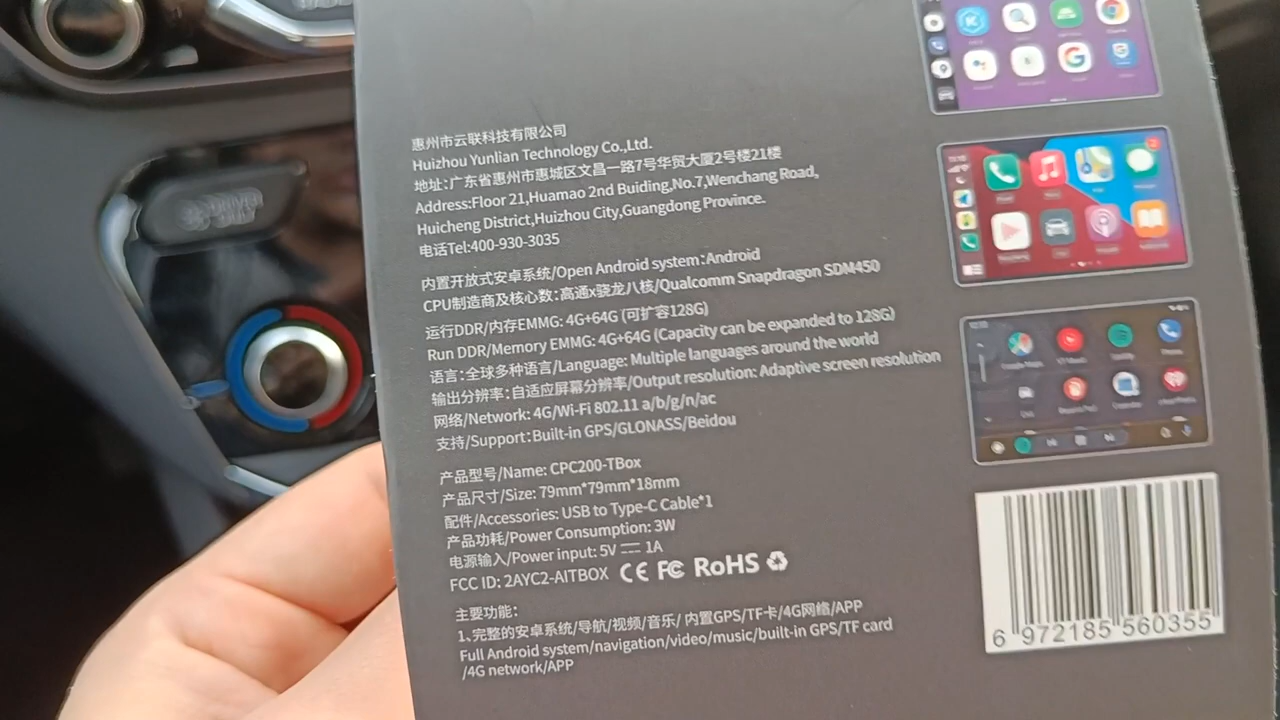 惠州市云联科技有限公司
Huizhou Yunlian Technology Co.,Ltd.
地址:广东省惠州市惠城区文昌一路7号华贸大厦2号楼21楼
Address:Floor 21,Huamao 2nd Buiding,No.7,Wenchang Road,
Huicheng District,Huizhou City,Guangdong Province.
电话Tel:400-930-3035
内置开放式安卓系统/Open Android system:Android
CPU制造商及核心数:高通x骁龙八核/Qualcomm Snapdragon SDM450
运行DDR/内存EMMG: 4G+64G (可扩容128G)
Run DDR/Memory EMMG: 4G+64G (Capacity can be expanded to 128G)
语言:全球多种语言/Language: Multiple languages around the world
输出分辨率:自适应屏幕分辨率/Output resolution: Adaptive screen resolution
网络/Network: 4G/Wi-Fi 802.11 a/b/g/n/ac
支持/Support:Built-in GPS/GLONASS/Beidou
产品型号/Name: CPC200-TBox
产品尺寸/Size: 79mm*79mm*18mm
配件/Accessories: USB to Type-C Cable*1
产品功耗/Power Consumption: 3W
电源输入/Power input: 5V 1A
FCC ID: 2AYC2-AITBOX CE FC RoHS
主要功能:
1、完整的安卓系统/导航/视频/音乐/ 内置GPS/TF卡/4G网络/APP
Full Android system/navigation/video/music/built-in GPS/TF card
/4G network/APP
6 972185 560355